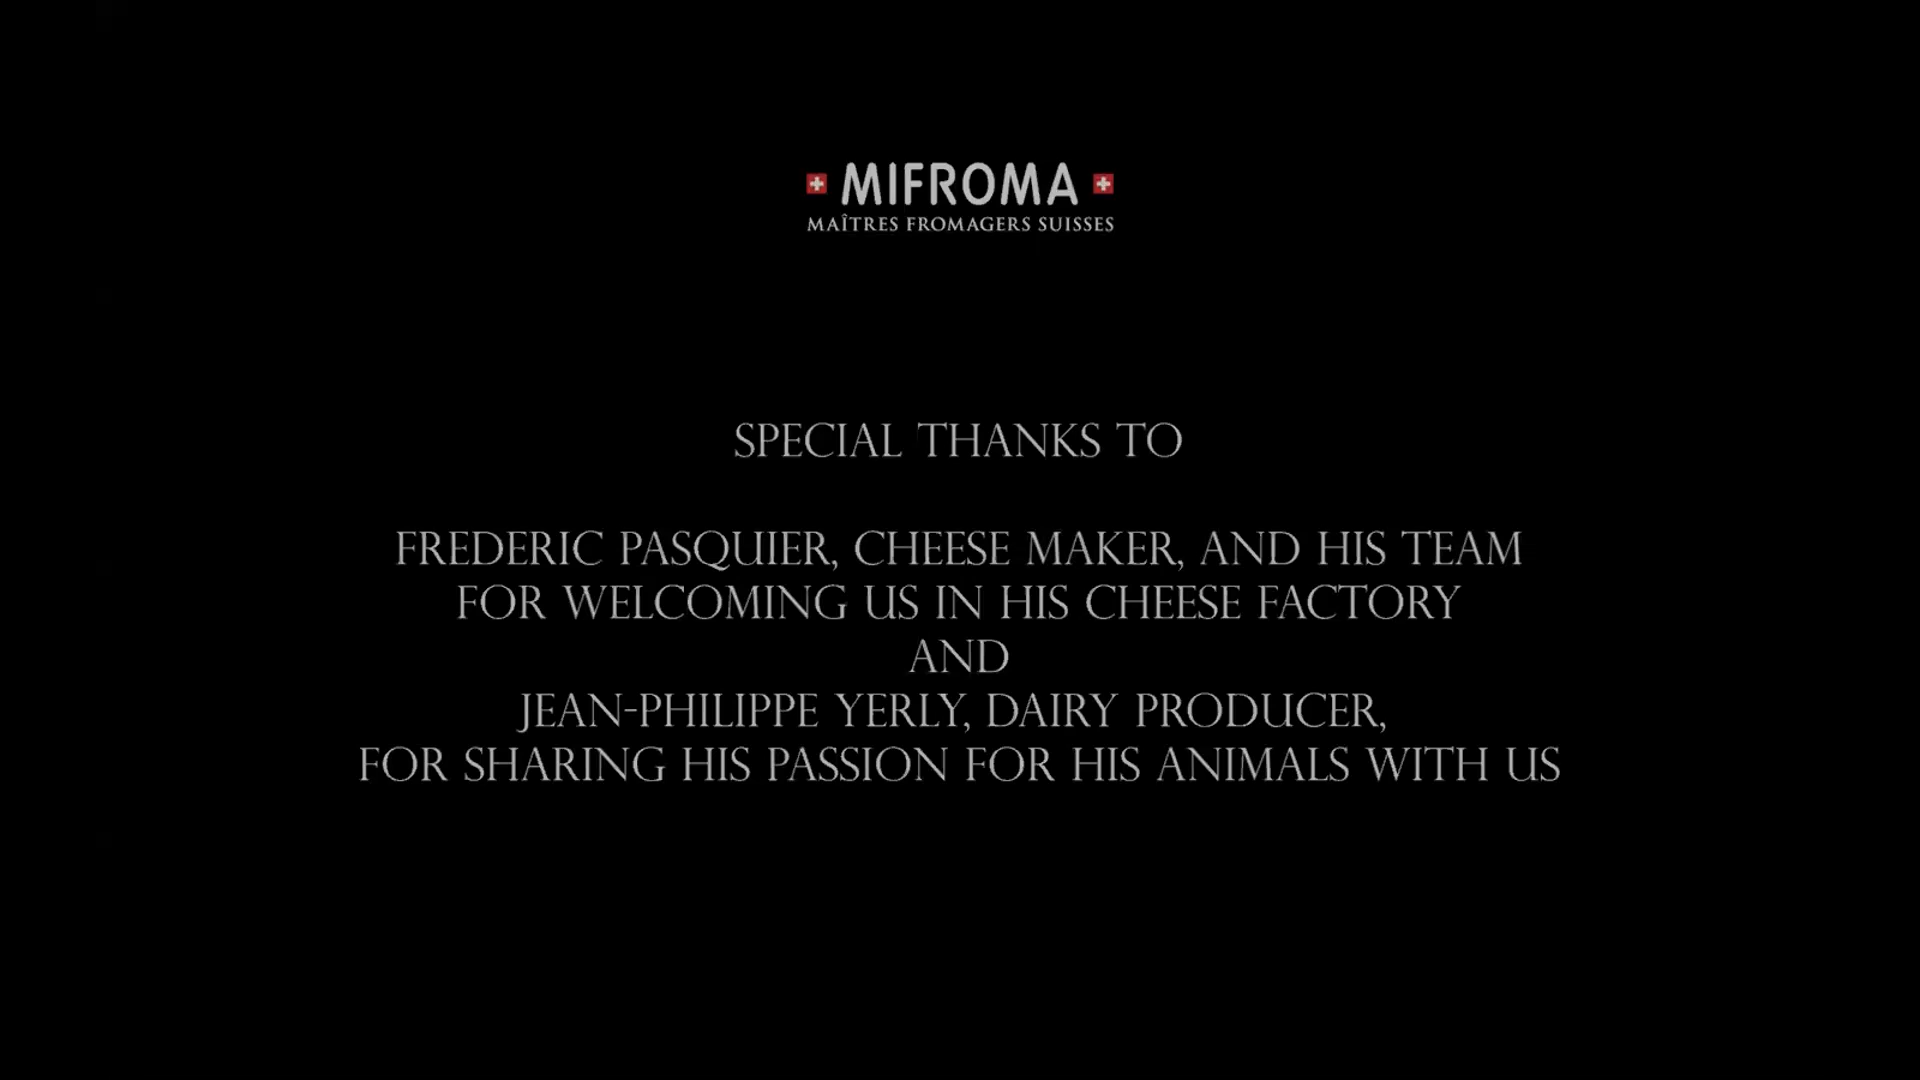 MIFROMA
MAÎTRES FROMAGERS SUISSES
SPECIAL THANKS TO
FREDERIC PASQUIER, CHEESE MAKER, AND HIS TEAM
FOR WELCOMING US IN HIS CHEESE FACTORY
AND
JEAN-PHILIPPE YERLY, DAIRY PRODUCER,
FOR SHARING HIS PASSION FOR HIS ANIMALS WITH US